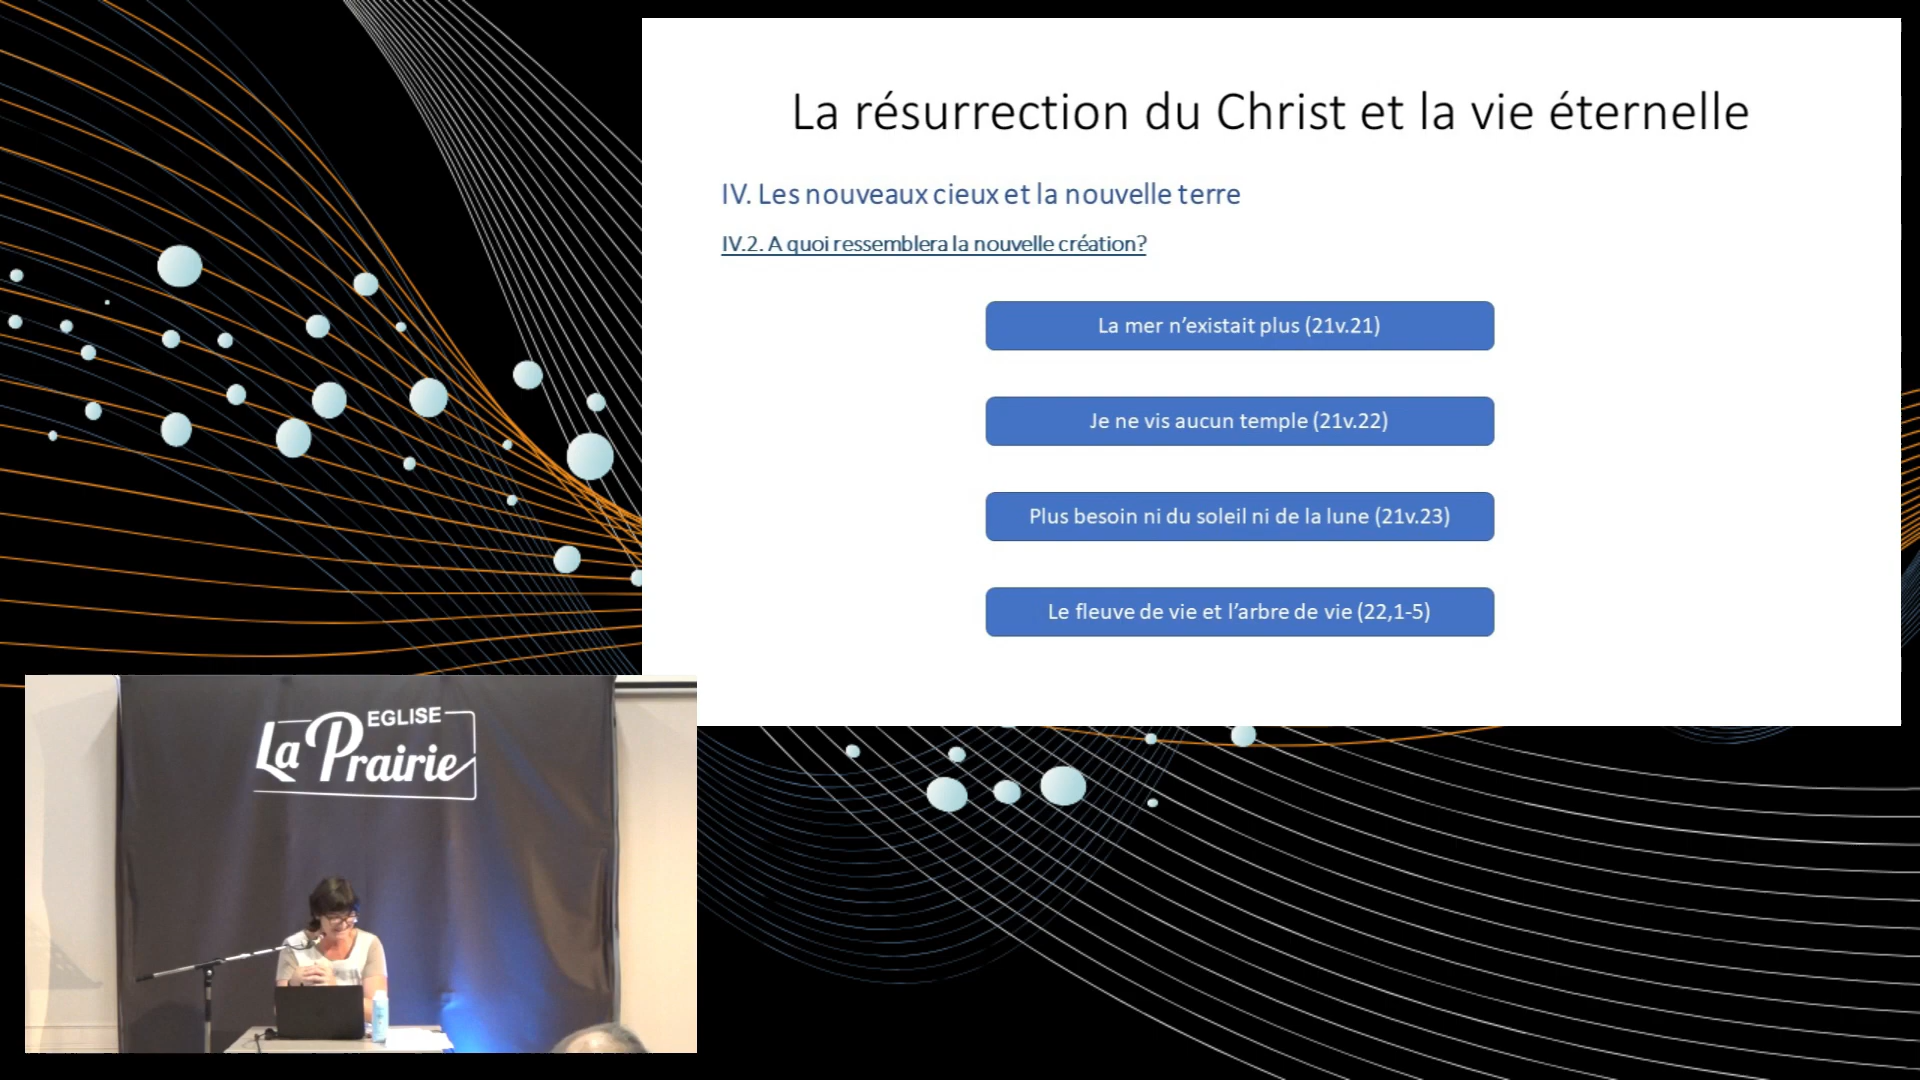 La résurrection du Christ et la vie éternelle
IV. Les nouveaux cieux et la nouvelle terre
IV.2. A quoi ressemblera la nouvelle création?
La mer n’existait plus (21v.21)
Je ne vis aucun temple (21v.22)
Plus besoin ni du soleil ni de la lune (21v.23)
Le fleuve de vie et l’arbre de vie (22,1-5)
EGLISE
La Prairie